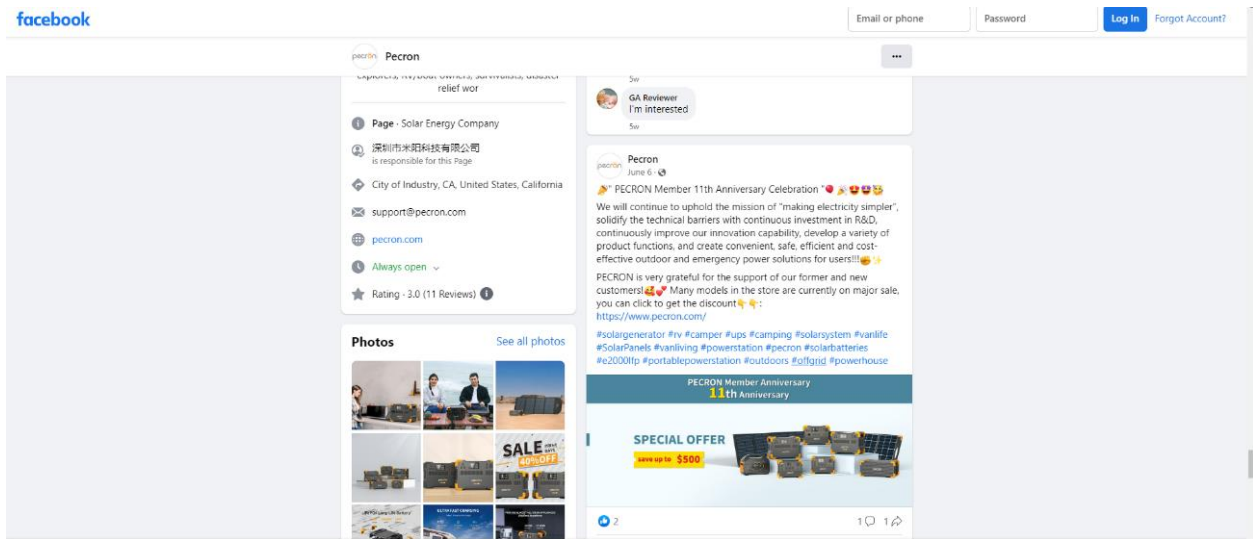 facebook
Email or phone
Password
Log In
Forgot Account?
pecron
Pecron
explorers, RV/boat owners, survivalists, disaster
relief wor
Page · Solar Energy Company
深圳市米阳科技有限公司
is responsible for this Page
City of Industry, CA, United States, California
support@pecron.com
pecron.com
Always open
Rating · 3.0 (11 Reviews)
Photos
See all photos
SALE
40%OFF
5w
GA Reviewer
I'm interested
5w
pecron
Pecron
June 6 ·
🎉" PECRON Member 11th Anniversary Celebration "🎈🎉😍🤩🥳
We will continue to uphold the mission of "making electricity simpler",
solidify the technical barriers with continuous investment in R&D,
continuously improve our innovation capability, develop a variety of
product functions, and create convenient, safe, efficient and cost-
effective outdoor and emergency power solutions for users!!!✊✨
PECRON is very grateful for the support of our former and new
customers!🥰💕 Many models in the store are currently on major sale,
you can click to get the discount👇👇:
https://www.pecron.com/
#solargenerator #rv #camper #ups #camping #solarsystem #vanlife
#SolarPanels #vanliving #powerstation #pecron #solarbatteries
#e2000lfp #portablepowerstation #outdoors #offgrid #powerhouse
PECRON Member Anniversary
11th Anniversary
SPECIAL OFFER
save up to $500
2
1
1